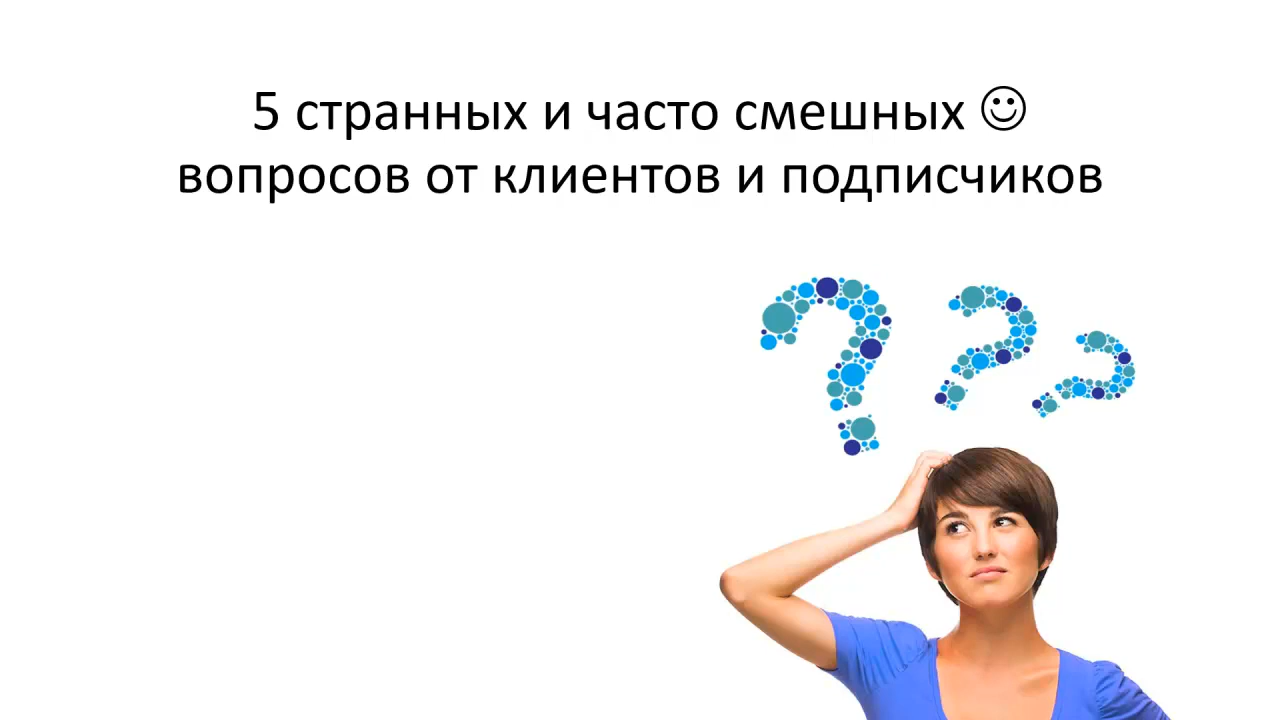 5 странных и часто смешных ☺
вопросов от клиентов и подписчиков
???